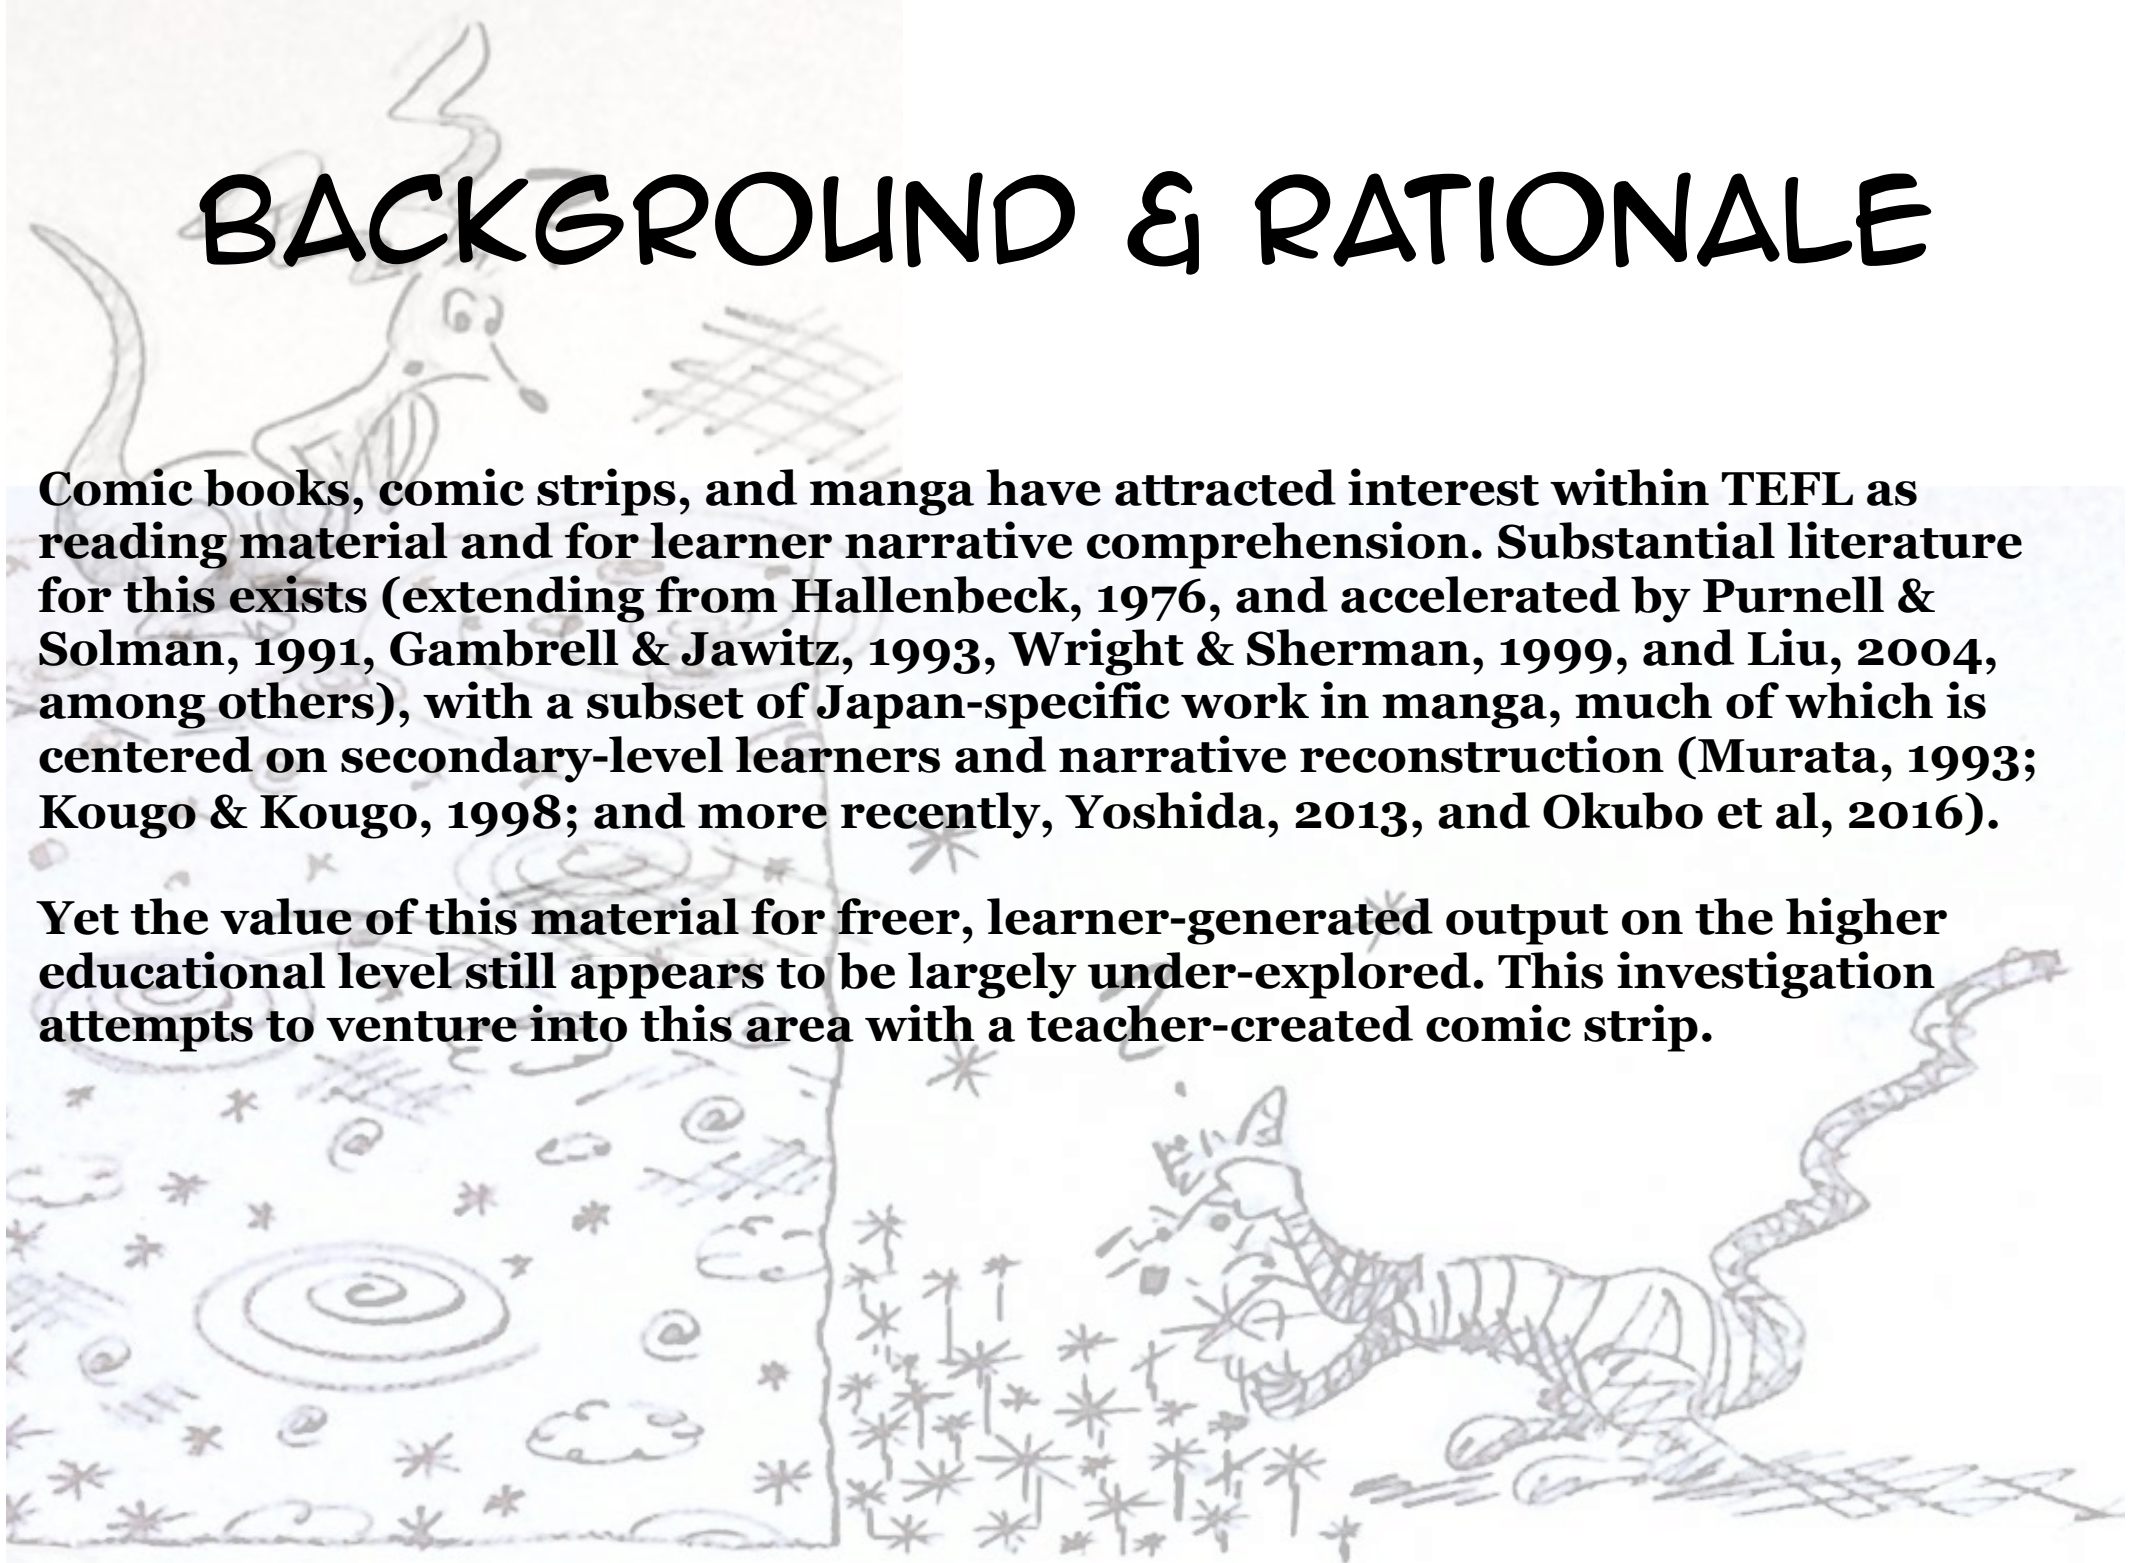 BACKGROUND & RATIONALE
Comic books, comic strips, and manga have attracted interest within TEFL as
reading material and for learner narrative comprehension. Substantial literature
for this exists (extending from Hallenbeck, 1976, and accelerated by Purnell &
Solman, 1991, Gambrell & Jawitz, 1993, Wright & Sherman, 1999, and Liu, 2004,
among others), with a subset of Japan-specific work in manga, much of which is
centered on secondary-level learners and narrative reconstruction (Murata, 1993;
Kougo & Kougo, 1998; and more recently, Yoshida, 2013, and Okubo et al, 2016).
Yet the value of this material for freer, learner-generated output on the higher
educational level still appears to be largely under-explored. This investigation
attempts to venture into this area with a teacher-created comic strip.